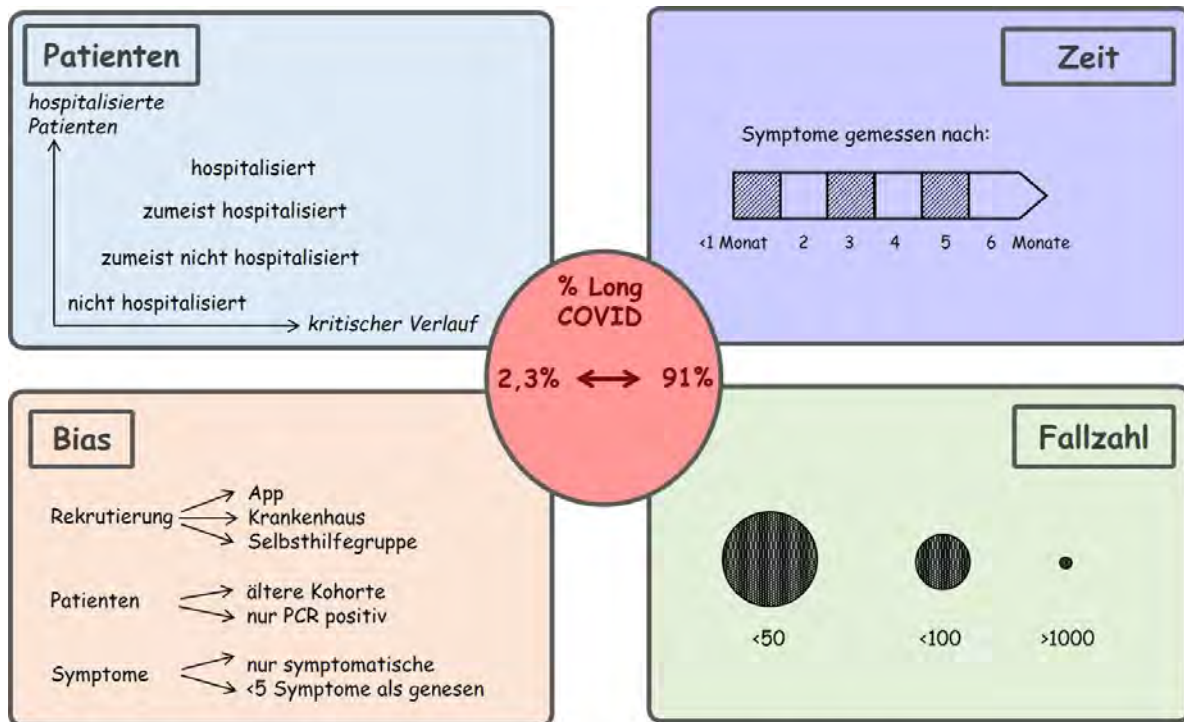 Patienten
hospitalisierte
Patienten
hospitalisiert
zumeist hospitalisiert
zumeist nicht hospitalisiert
nicht hospitalisiert
kritischer Verlauf
Zeit
Symptome gemessen nach:
<1 Monat 2 3 4 5 6 Monate
% Long
COVID
2,3% 91%
Bias
Rekrutierung
App
Krankenhaus
Selbsthilfegruppe
Patienten
ältere Kohorte
nur PCR positiv
Symptome
nur symptomatische
<5 Symptome als genesen
Fallzahl
<50 <100 >1000